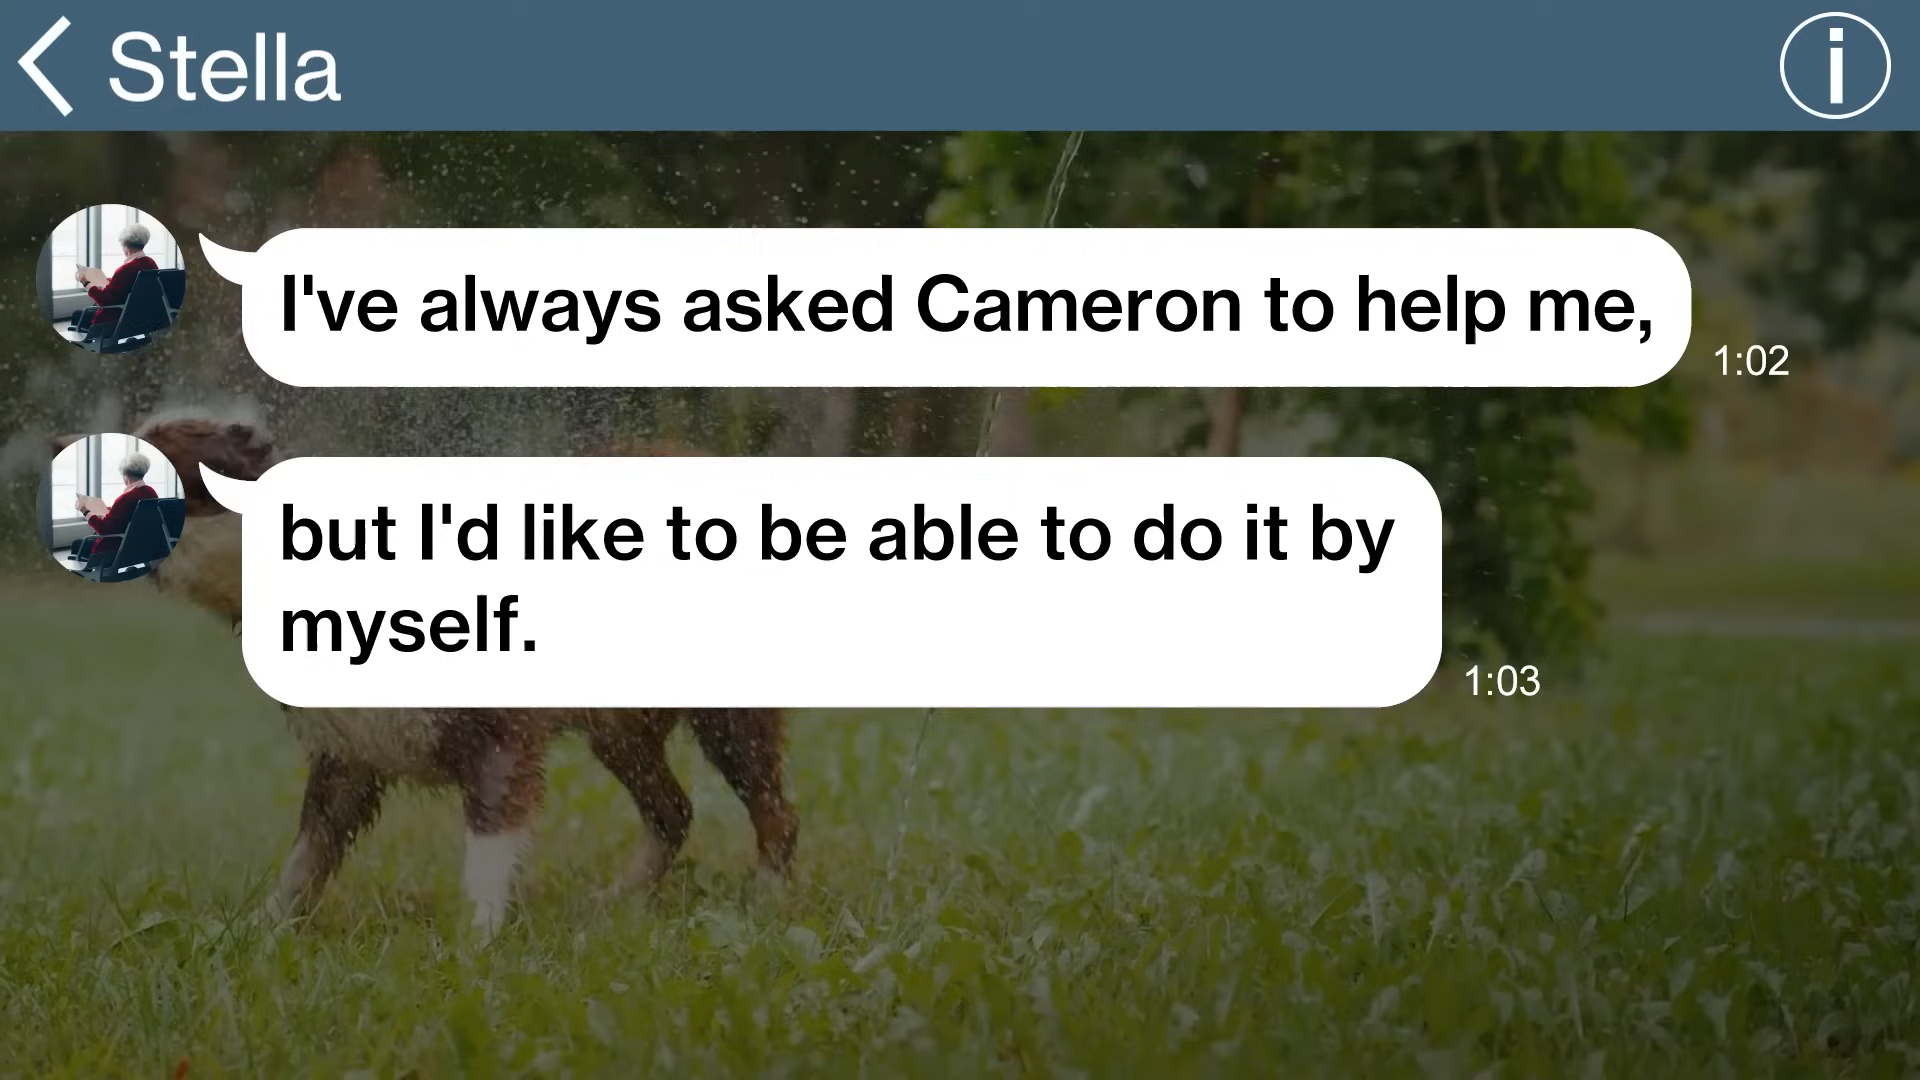 Stella
I've always asked Cameron to help me,
1:02
but I'd like to be able to do it by
myself.
1:03